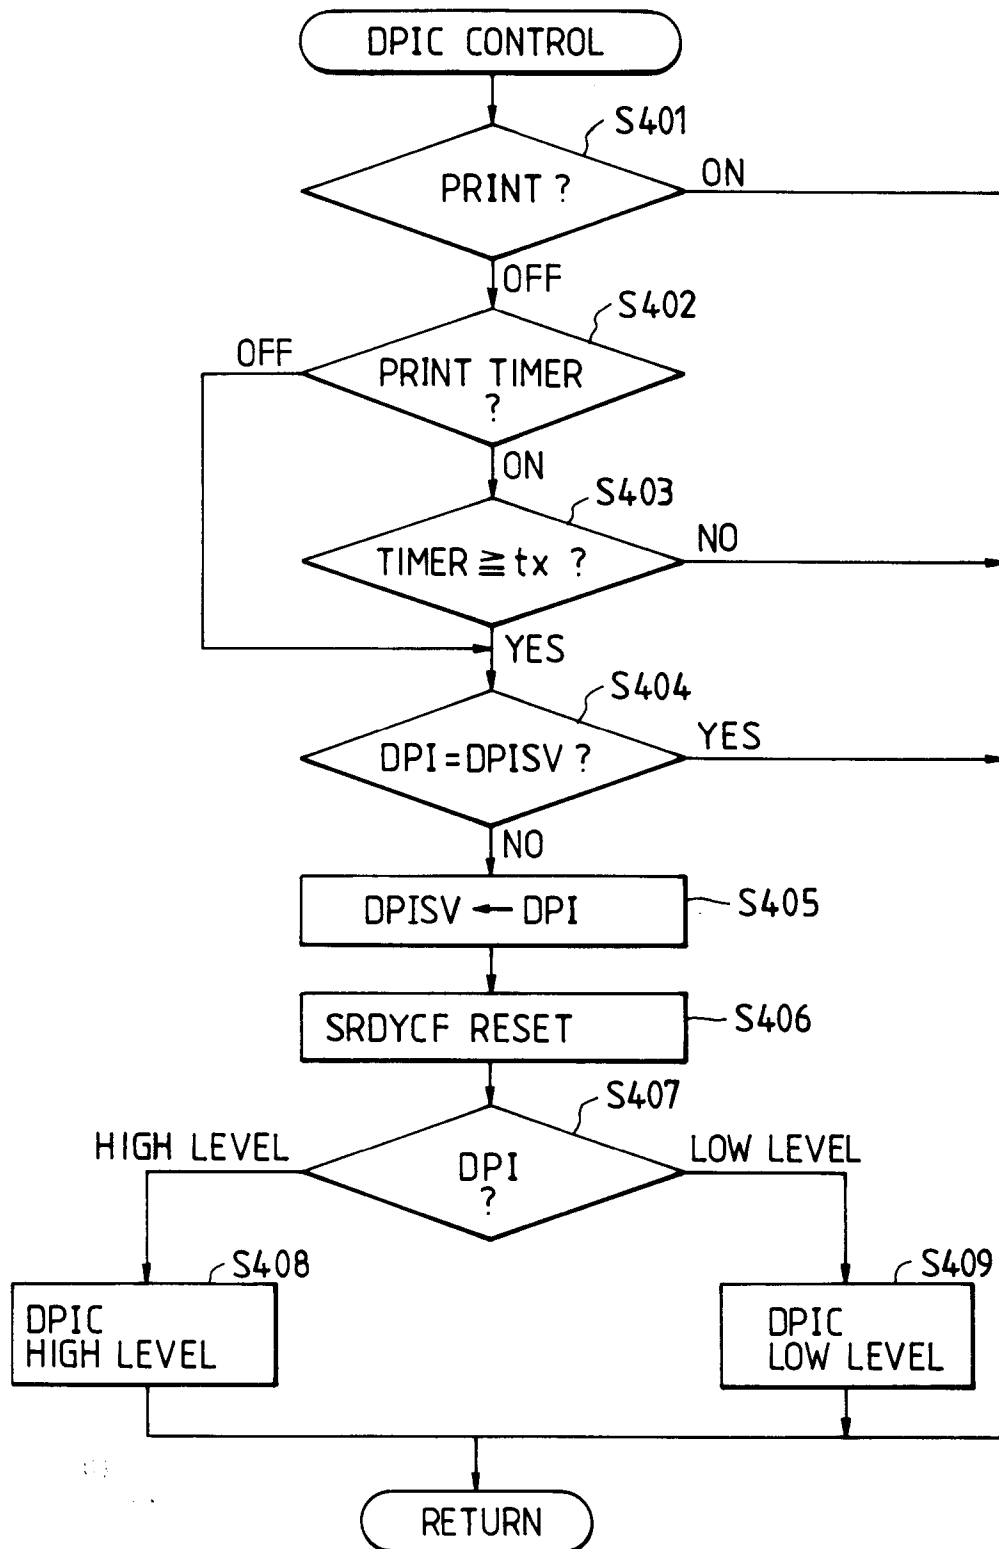 DPIC CONTROL
S401
PRINT ?
ON
OFF
S402
OFF
PRINT TIMER
?
ON
S403
TIMER ≧ tx ?
NO
YES
S404
DPI=DPISV ?
YES
NO
DPISV ← DPI
S405
SRDYCF RESET
S406
S407
HIGH LEVEL
LOW LEVEL
DPI
?
S408
S409
DPIC
HIGH LEVEL
DPIC
LOW LEVEL
RETURN